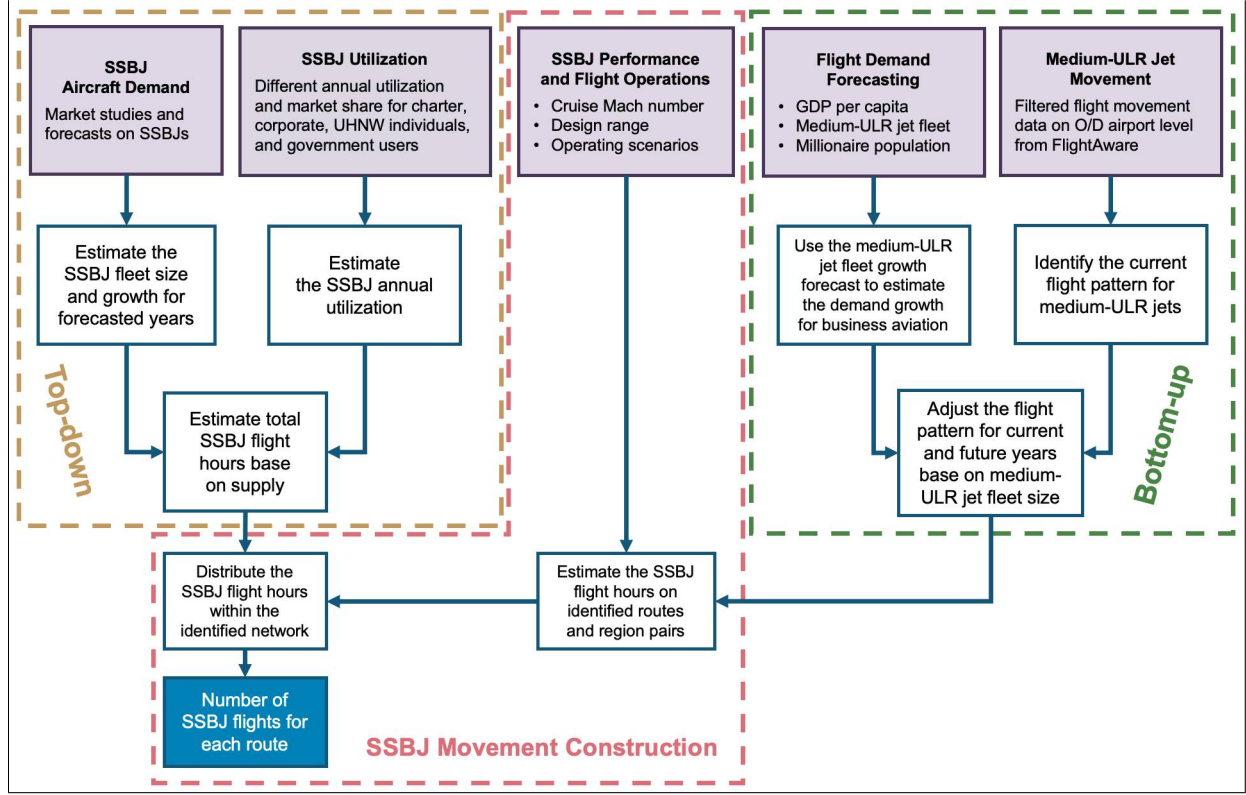 SSBJ
Aircraft Demand
Market studies and
forecasts on SSBJs
SSBJ Utilization
Different annual utilization
and market share for charter,
corporate, UHNW individuals,
and government users
SSBJ Performance
and Flight Operations
• Cruise Mach number
• Design range
• Operating scenarios
Flight Demand
Forecasting
• GDP per capita
• Medium-ULR jet fleet
• Millionaire population
Medium-ULR Jet
Movement
Filtered flight movement
data on O/D airport level
from FlightAware
Estimate the
SSBJ fleet size
and growth for
forecasted years
Estimate
the SSBJ annual
utilization
Use the medium-ULR
jet fleet growth
forecast to estimate
the demand growth
for business aviation
Identify the current
flight pattern for
medium-ULR jets
Top-down
Estimate total
SSBJ flight
hours base
on supply
Adjust the flight
pattern for current
and future years
base on medium-
ULR jet fleet size
Bottom-up
Distribute the
SSBJ flight hours
within the
identified network
Estimate the SSBJ
flight hours on
identified routes
and region pairs
Number of
SSBJ flights for
each route
SSBJ Movement Construction